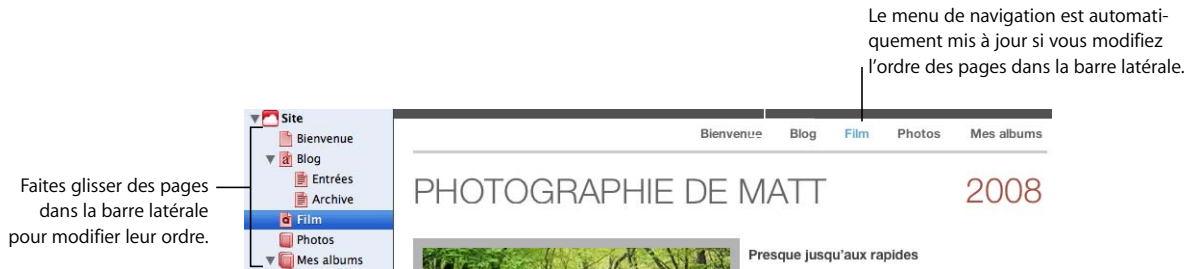 Le menu de navigation est automati-
quement mis à jour si vous modifiez
l'ordre des pages dans la barre latérale.
Site
Bienvenue
Blog
Entrées
Archive
Film
Photos
Mes albums
Faites glisser des pages
dans la barre latérale
pour modifier leur ordre.
Bienvenue Blog Film Photos Mes albums
PHOTOGRAPHIE DE MATT 2008
Presque jusqu'aux rapides